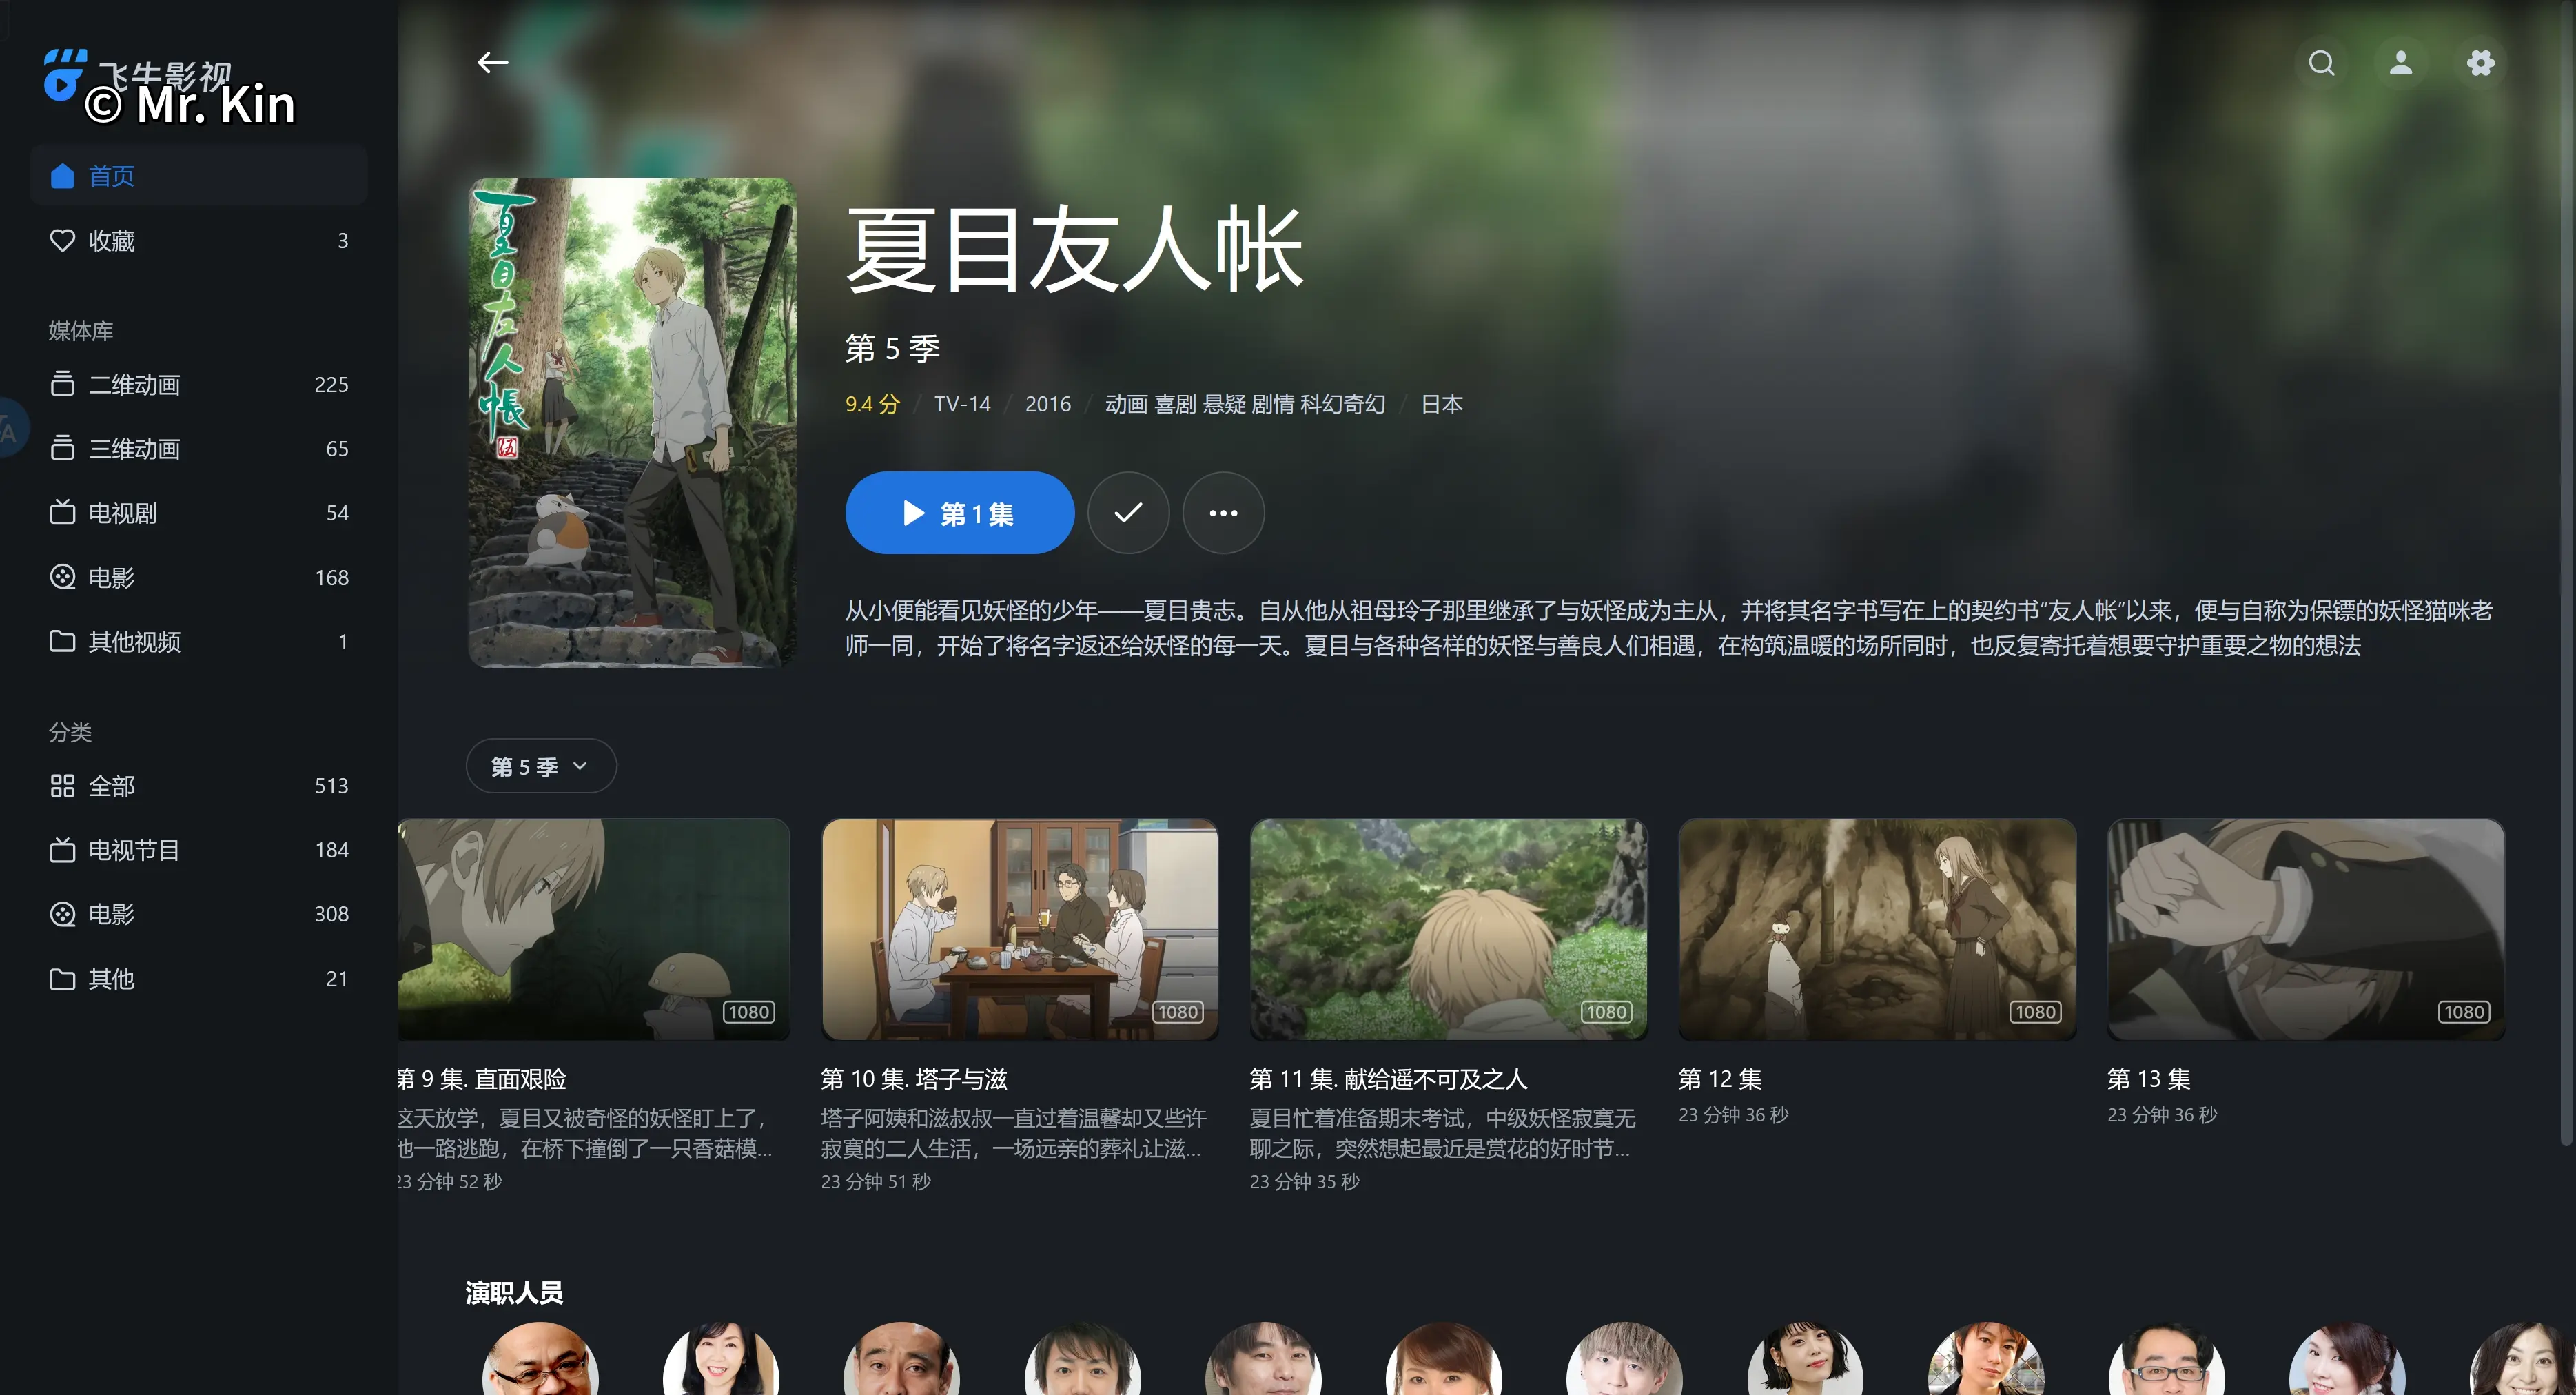 飞牛影视
© Mr. Kin
首页
收藏 3
媒体库
二维动画 225
三维动画 65
电视剧 54
电影 168
其他视频 1
分类
全部 513
电视节目 184
电影 308
其他 21
夏目友人帳
伍
夏目友人帐
第 5 季
9.4 分 / TV-14 / 2016 / 动画 喜剧 悬疑 剧情 科幻奇幻 / 日本
第 1 集
从小便能看见妖怪的少年——夏目贵志。自从他从祖母玲子那里继承了与妖怪成为主从，并将其名字书写在上的契约书“友人帐”以来，便与自称为保镖的妖怪猫咪老
师一同，开始了将名字返还给妖怪的每一天。夏目与各种各样的妖怪与善良人们相遇，在构筑温暖的场所同时，也反复寄托着想要守护重要之物的想法
第 5 季
1080
1080
1080
1080
1080
第 9 集. 直面艰险
这天放学，夏目又被奇怪的妖怪盯上了，
他一路逃跑，在桥下撞倒了一只香菇模...
23 分钟 52 秒
第 10 集. 塔子与滋
塔子阿姨和滋叔叔一直过着温馨却又些许
寂寞的二人生活，一场远亲的葬礼让滋...
23 分钟 51 秒
第 11 集. 献给遥不可及之人
夏目忙着准备期末考试，中级妖怪寂寞无
聊之际，突然想起最近是赏花的好时节...
23 分钟 35 秒
第 12 集
23 分钟 36 秒
第 13 集
23 分钟 36 秒
演职人员